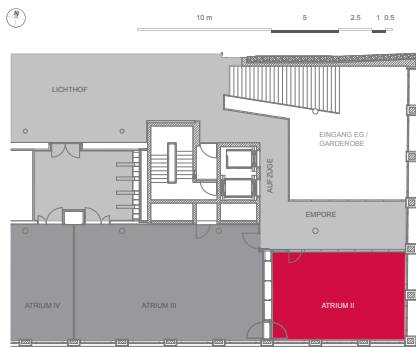 N
10 m 5 2.5 1 0.5
LICHTHOF
EINGANG EG /
GARDEROBE
AUFZÜGE
EMPORE
ATRIUM IV
ATRIUM III
ATRIUM II